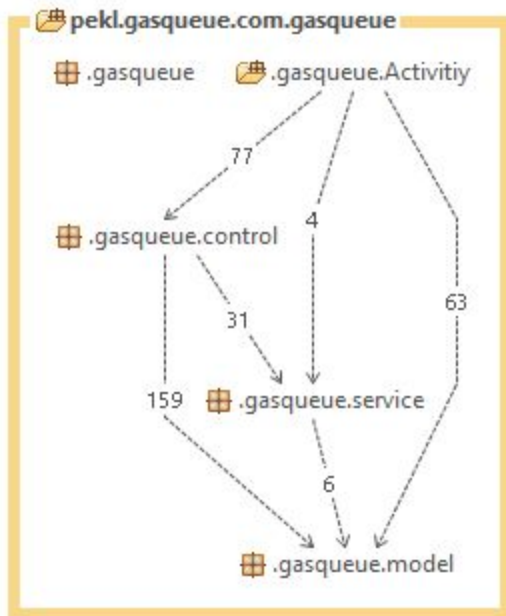 pekl.gasqueue.com.gasqueue
.gasqueue .gasqueue.Activitiy
77
4
.gasqueue.control
63
31
159 .gasqueue.service
6
.gasqueue.model